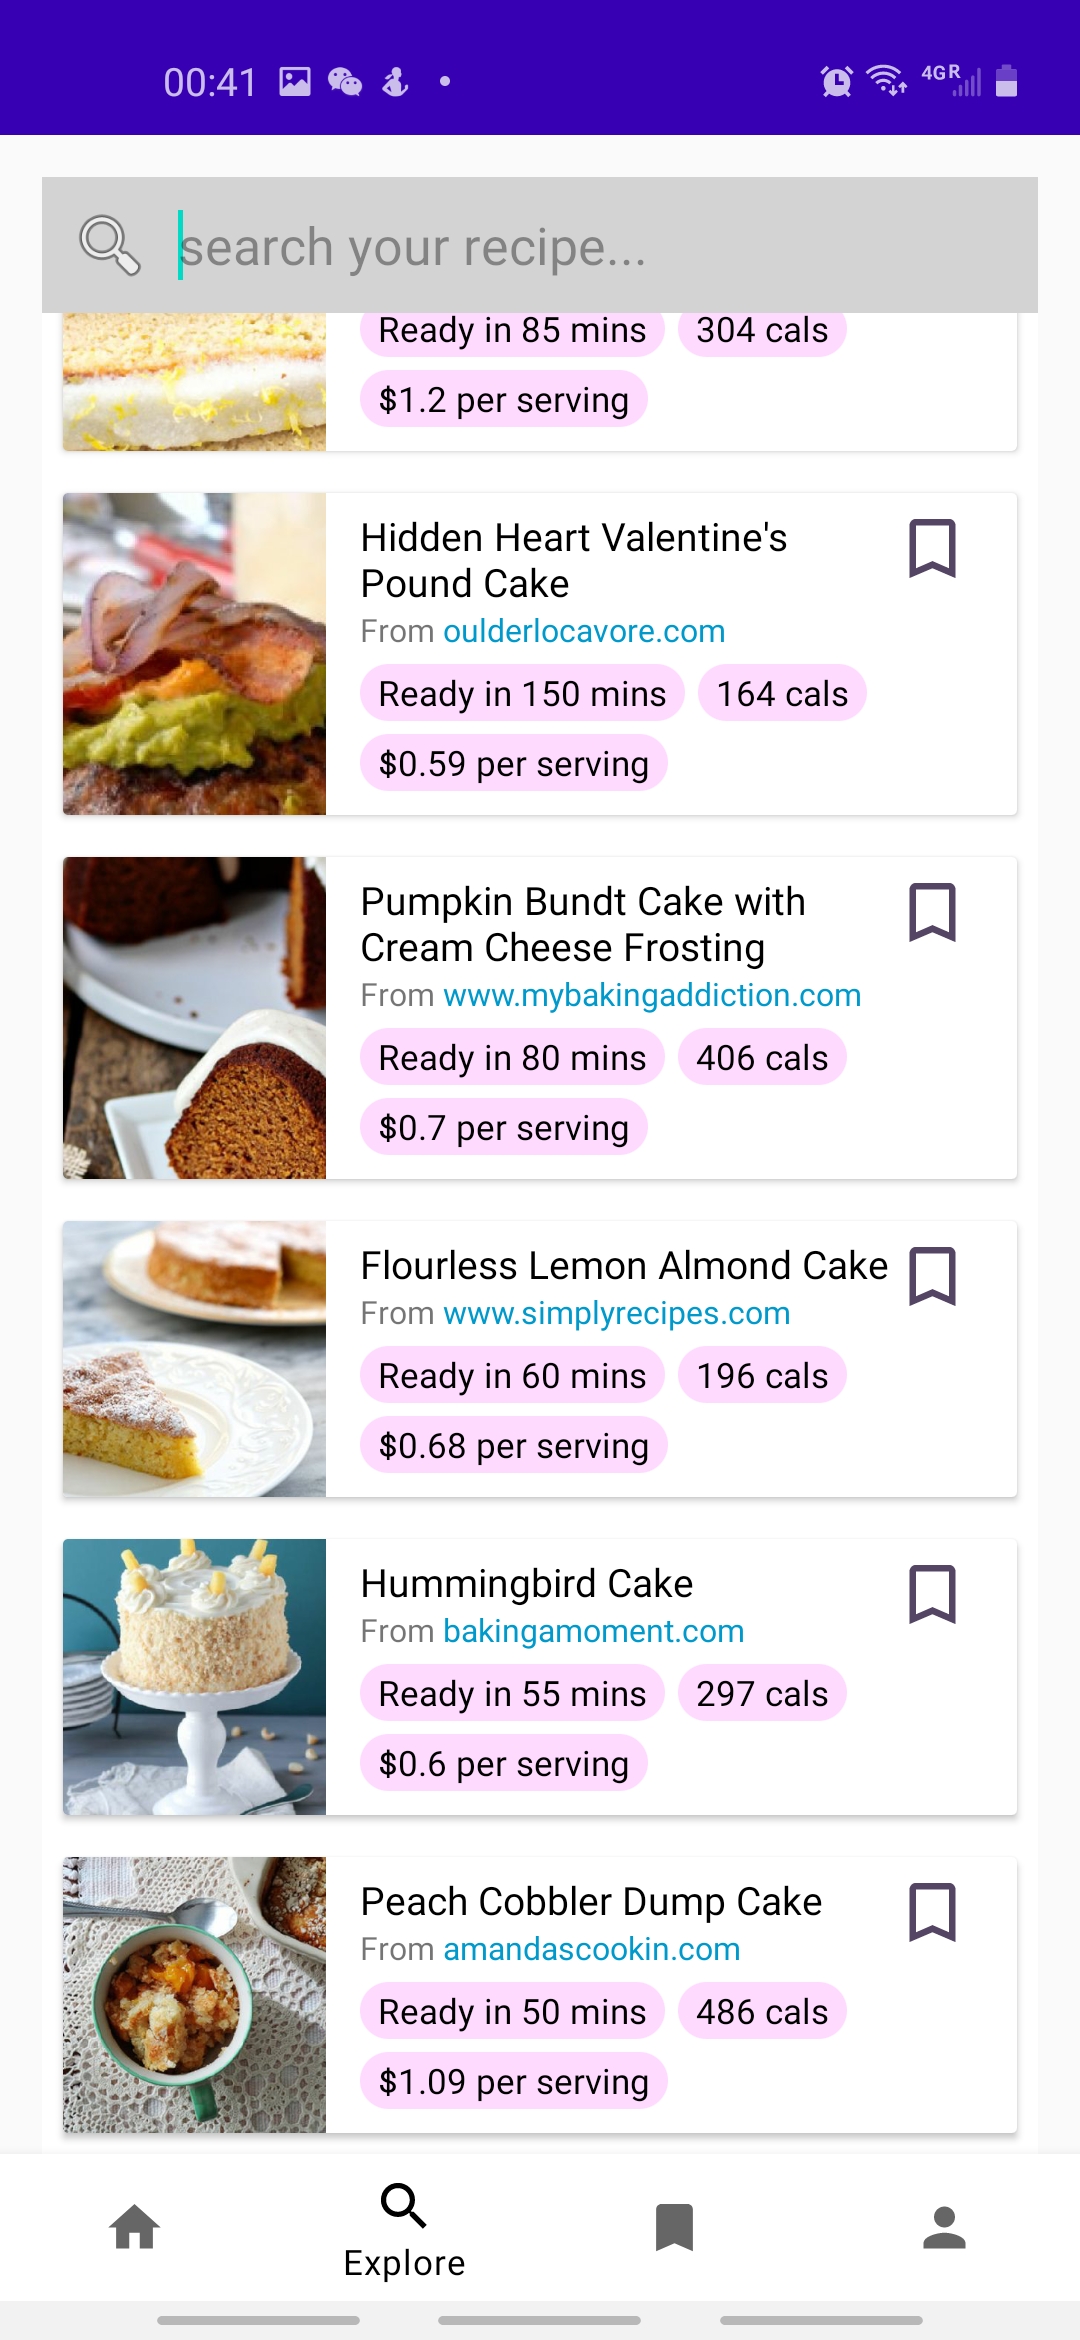 00:41
4GR
search your recipe...
Ready in 85 mins 304 cals
$1.2 per serving
Hidden Heart Valentine's
Pound Cake
From oulderlocavore.com
Ready in 150 mins 164 cals
$0.59 per serving
Pumpkin Bundt Cake with
Cream Cheese Frosting
From www.mybakingaddiction.com
Ready in 80 mins 406 cals
$0.7 per serving
Flourless Lemon Almond Cake
From www.simplyrecipes.com
Ready in 60 mins 196 cals
$0.68 per serving
Hummingbird Cake
From bakingamoment.com
Ready in 55 mins 297 cals
$0.6 per serving
Peach Cobbler Dump Cake
From amandascookin.com
Ready in 50 mins 486 cals
$1.09 per serving
Explore